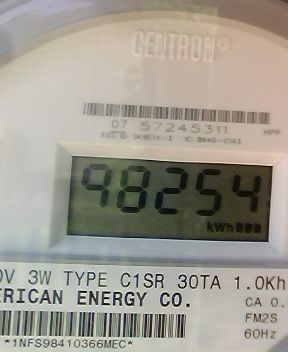 CENTRON®
07 57245311 HPP
98254
kWh
0V 3W TYPE C1SR 30TA 1.0Kh
ERICAN ENERGY CO. CA 0.
FM2S
60Hz
*1NFS98410366MEC*